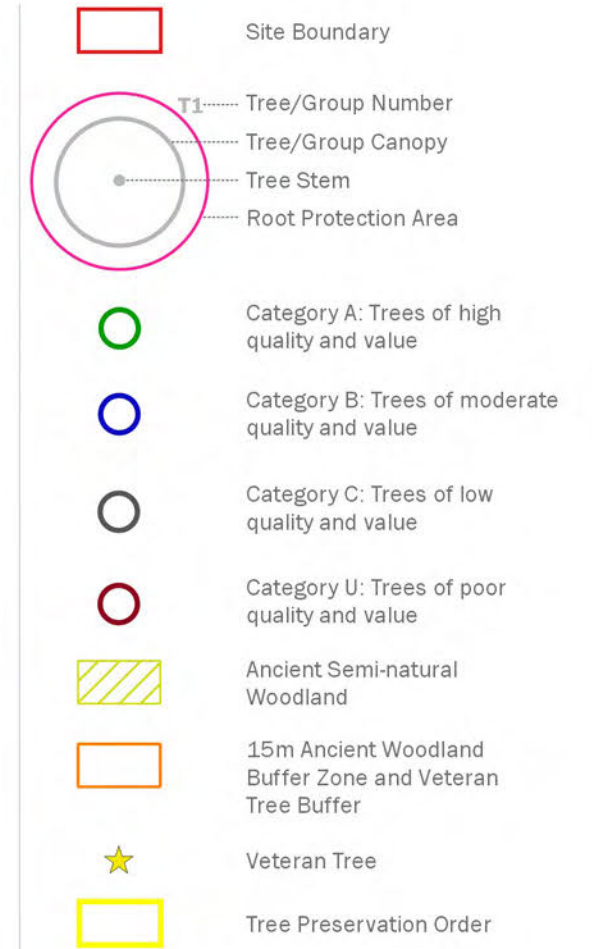 Site Boundary
T1
Tree/Group Number
Tree/Group Canopy
Tree Stem
Root Protection Area
Category A: Trees of high
quality and value
Category B: Trees of moderate
quality and value
Category C: Trees of low
quality and value
Category U: Trees of poor
quality and value
Ancient Semi-natural
Woodland
15m Ancient Woodland
Buffer Zone and Veteran
Tree Buffer
Veteran Tree
Tree Preservation Order